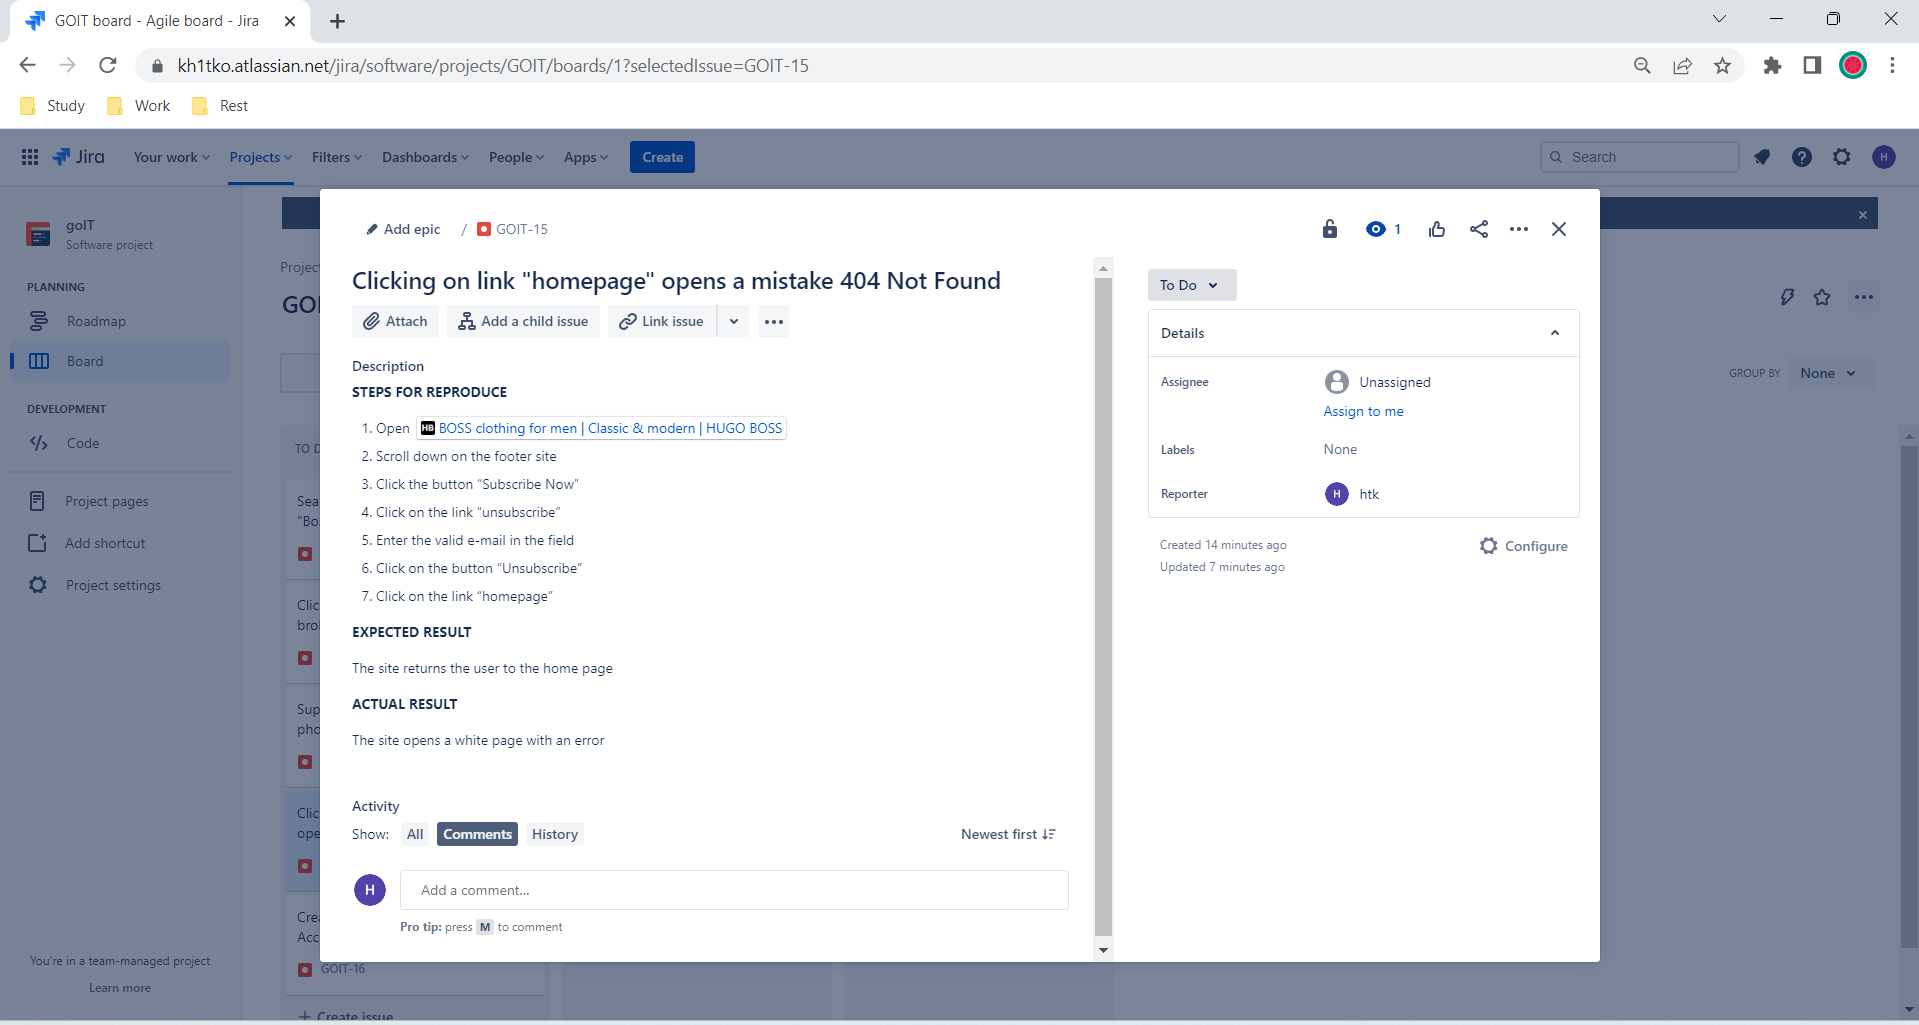 GOIT board - Agile board - Jira
kh1tko.atlassian.net/jira/software/projects/GOIT/boards/1?selectedIssue=GOIT-15
Study Work Rest
Jira Your work Projects Filters Dashboards People Apps Create Search H
goIT
Software project
PLANNING
Roadmap
Board
DEVELOPMENT
Code
Project pages
Add shortcut
Project settings
You're in a team-managed project
Learn more
Projec
GO
GROUP BY None
TO D
Sea
"Bo
Clic
bro
Sup
pho
Clic
ope
Cre
Acc
GOIT-16
Create issue
Add epic / GOIT-15
1
Clicking on link "homepage" opens a mistake 404 Not Found
Attach Add a child issue Link issue
Description
STEPS FOR REPRODUCE
1. Open HB BOSS clothing for men | Classic & modern | HUGO BOSS
2. Scroll down on the footer site
3. Click the button “Subscribe Now”
4. Click on the link “unsubscribe”
5. Enter the valid e-mail in the field
6. Click on the button “Unsubscribe”
7. Click on the link “homepage”
EXPECTED RESULT
The site returns the user to the home page
ACTUAL RESULT
The site opens a white page with an error
Activity
Show: All Comments History Newest first
H Add a comment...
Pro tip: press M to comment
To Do
Details
Assignee Unassigned
Assign to me
Labels None
Reporter H htk
Created 14 minutes ago
Updated 7 minutes ago
Configure